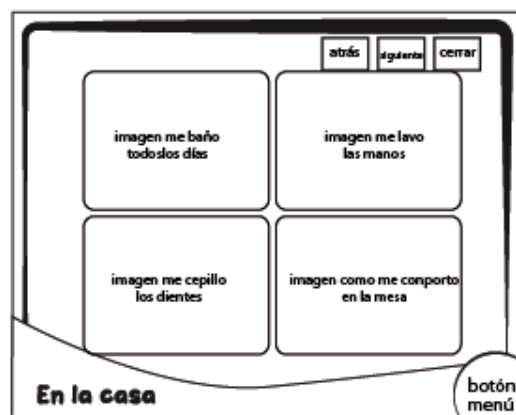 atrás siguiente cerrar
imagen me baño
todoslos días
imagen me lavo
las manos
imagen me cepillo
los dientes
imagen como me conporto
en la mesa
En la casa
botón
menú